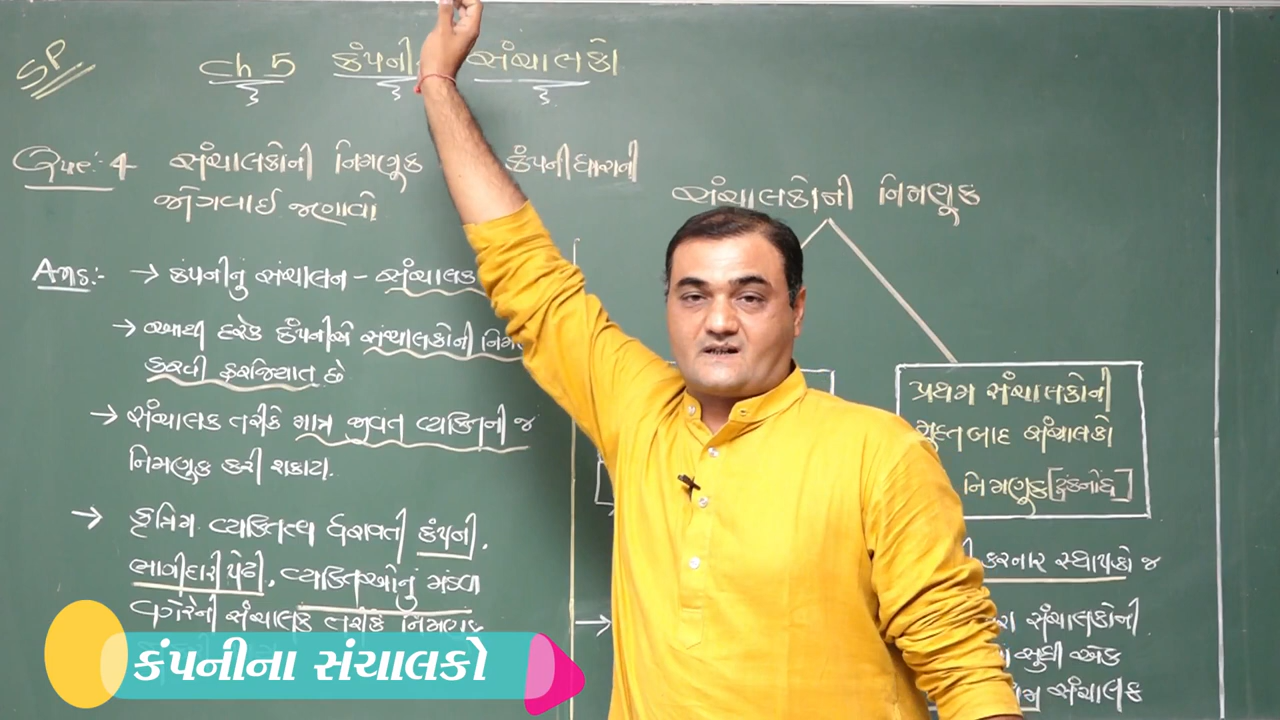 SP
Ch 5 કંપની સંચાલકો
Que:- 4 સંચાલકોની નિમણૂક કંપનીધારાની
જોગવાઈ જણાવો.
Ans:- → કંપનીનું સંચાલન - સંચાલક
→ આથી દરેક કંપનીએ સંચાલકોની
કરવી ફરજિયાત છે
→ સંચાલક તરીકે માત્ર જીવંત વ્યક્તિની જ
નિમણૂક કરી શકાય.
→ કૃત્રિમ વ્યક્તિત્વ ધરાવતી કંપની,
ભાગીદારી પેઢી, વ્યક્તિઓનું મંડળ
વગેરેની સંચાલક તરીકે નિમણૂક
સંચાલકોની નિમણૂક
પ્રથમ સંચાલકોની
મુદ્દત બાદ સંચાલકો
નિમણૂક [ટૂંકનોંધ]
કરનાર સ્થાપકો જ
→ સંચાલકોની
સુધી એક
સંચાલક
કંપનીના સંચાલકો